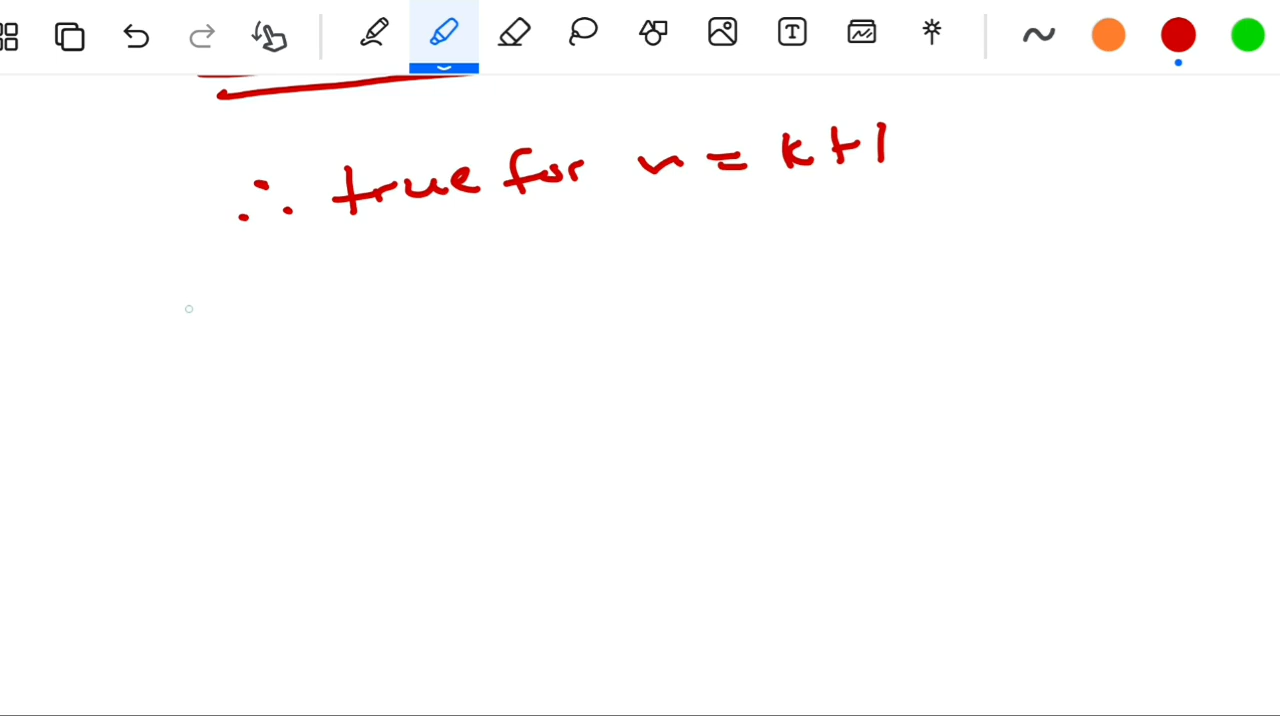 ∴ true for n = k+1